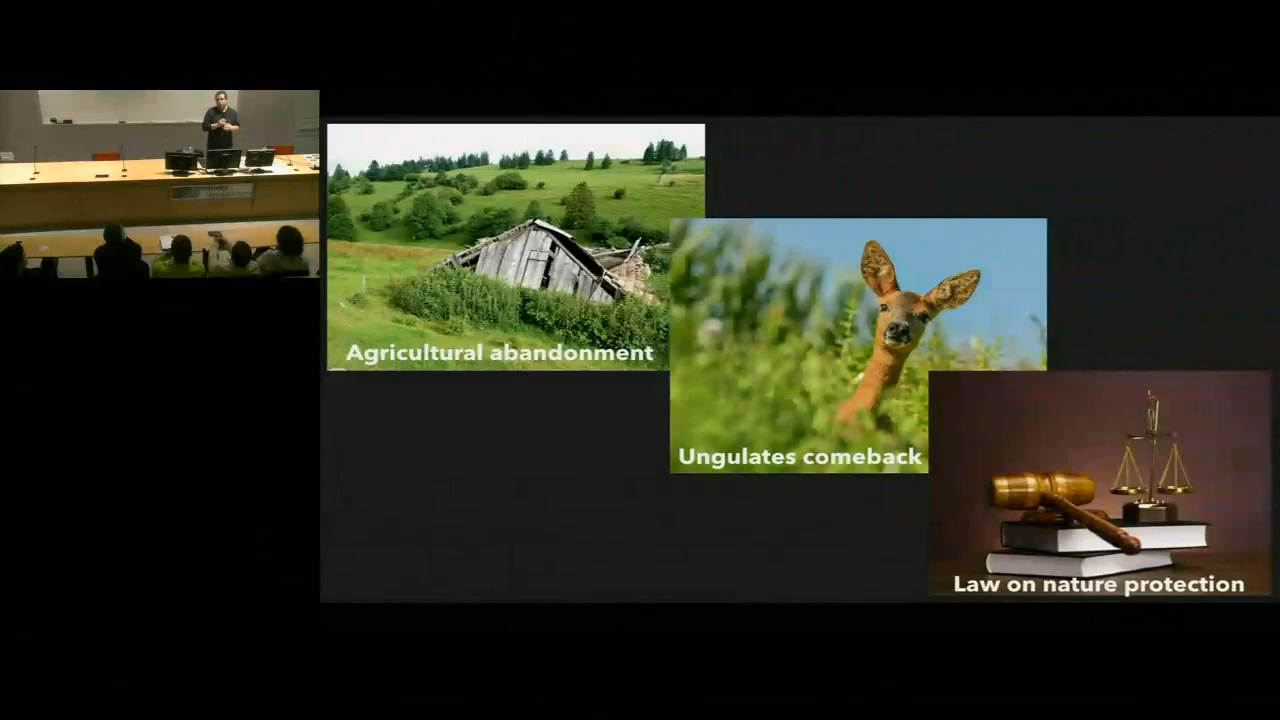 Agricultural abandonment
Ungulates comeback
Law on nature protection